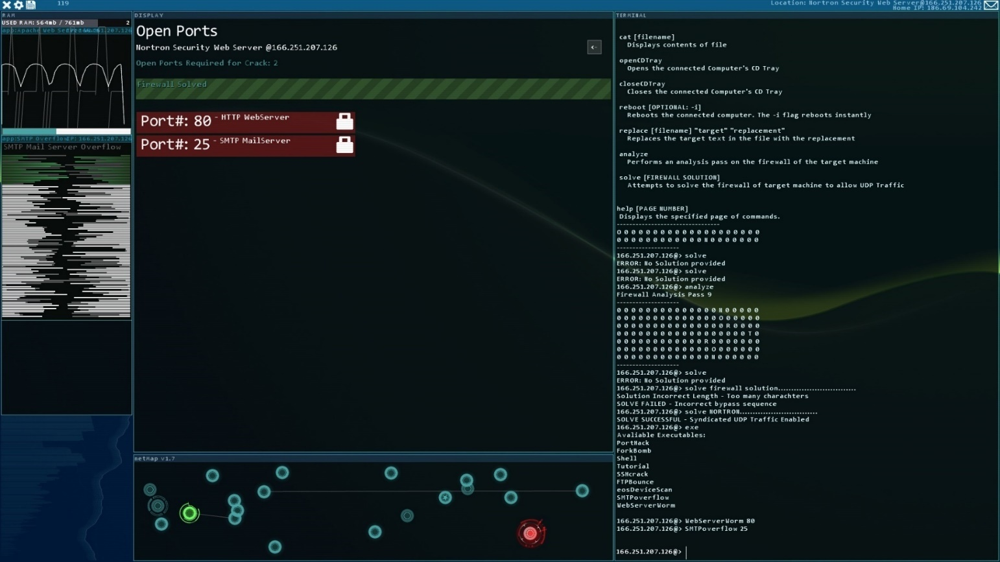 119
Location: Nortron Security Web Server@166.251.207.126
Home IP: 186.69.104.242
RAM
USED RAM: 564mb / 761mb 2
app:Apache Web Ser
51.207.126
app:SMTP OverflowIP: 166.251.207.126
SMTP Mail Server Overflow
DISPLAY
Open Ports
Nortron Security Web Server @166.251.207.126
<-
Open Ports Required for Crack: 2
Firewall Solved
Port#: 80 - HTTP WebServer
Port#: 25 - SMTP MailServer
netMap v1.7
TERMINAL
cat [filename]
Displays contents of file
openCDTray
Opens the connected Computer's CD Tray
closeCDTray
Closes the connected Computer's CD Tray
reboot [OPTIONAL: -i]
Reboots the connected computer. The -i flag reboots instantly
replace [filename] "target" "replacement"
Replaces the target text in the file with the replacement
analyze
Performs an analysis pass on the firewall of the target machine
solve [FIREWALL SOLUTION]
Attempts to solve the firewall of target machine to allow UDP Traffic
help [PAGE NUMBER]
Displays the specified page of commands.
--------------------------------
O 0 0 0 0 0 0 0 0 0 0 0 0 0 0 0 0 0 0 0
0 0 0 0 0 0 0 0 0 0 0 0 N 0 0 0 0 0 0 0
-------------------
166.251.207.126@> solve
ERROR: No Solution provided
166.251.207.126@> solve
ERROR: No Solution provided
166.251.207.126@> analyze
Firewall Analysis Pass 9
-------------------
0 0 0 0 0 0 0 0 0 0 0 0 0 0 N 0 0 0 0 0
0 0 0 0 0 0 0 0 0 0 0 0 0 0 O 0 0 0 0 0
0 0 0 0 0 0 0 0 0 0 0 0 0 0 0 R 0 0 0 0
0 0 0 0 0 0 0 0 0 0 0 0 0 0 0 0 0 0 T 0
0 0 0 0 0 0 0 0 0 0 0 0 R 0 0 0 0 0 0 0
0 0 0 0 0 0 0 0 0 0 0 0 0 O 0 0 0 0 0 0
0 0 0 0 0 0 0 0 0 0 0 0 0 N 0 0 0 0 0 0
-------------------
166.251.207.126@> solve
ERROR: No Solution provided
166.251.207.126@> solve firewall solution..............................
Solution Incorrect Length - Too many charachters
SOLVE FAILED - Incorrect bypass sequence
166.251.207.126@> solve NORTRON..............................
SOLVE SUCCESSFUL - Syndicated UDP Traffic Enabled
166.251.207.126@> exe
Avaliable Executables:
PortHack
ForkBomb
Shell
Tutorial
SSHcrack
FTPBounce
eosDeviceScan
SMTPoverflow
WebServerWorm
166.251.207.126@> WebServerWorm 80
166.251.207.126@> SMTPoverflow 25
166.251.207.126@>